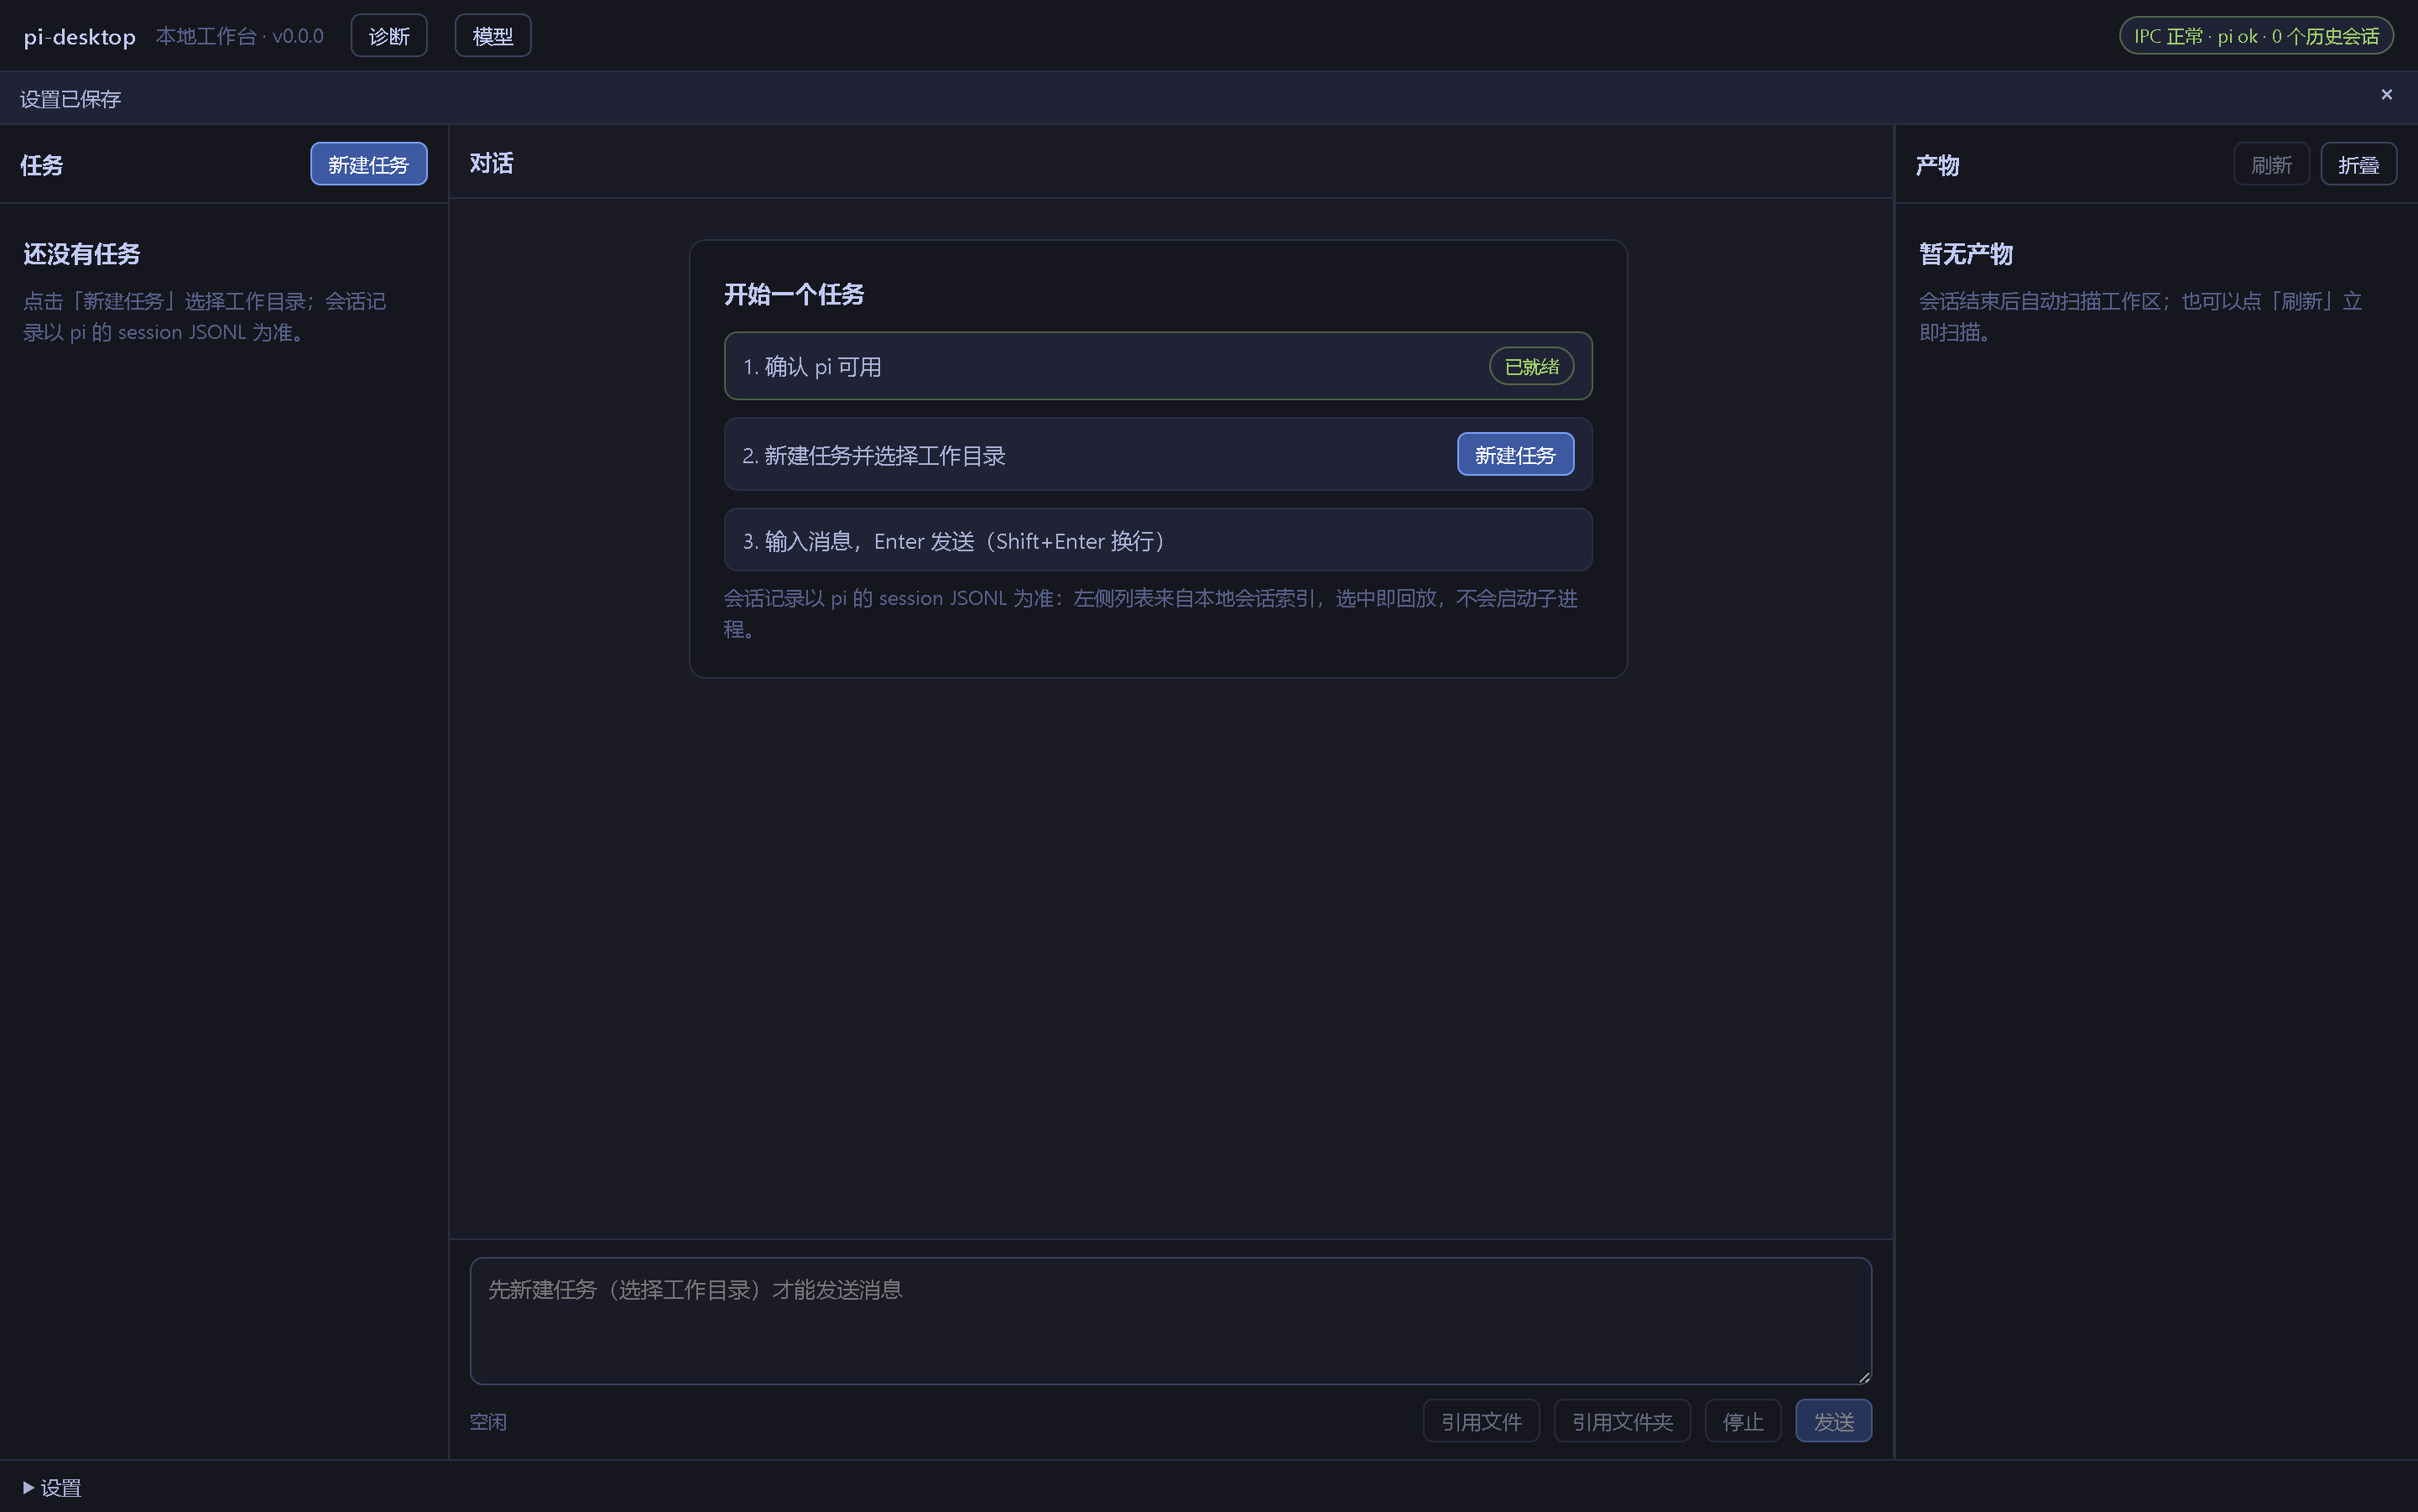 pi-desktop 本地工作台 · v0.0.0 诊断 模型 IPC 正常 · pi ok · 0 个历史会话
设置已保存 ×
任务 新建任务
还没有任务
点击「新建任务」选择工作目录；会话记
录以 pi 的 session JSONL 为准。
对话
开始一个任务
1. 确认 pi 可用 已就绪
2. 新建任务并选择工作目录 新建任务
3. 输入消息，Enter 发送（Shift+Enter 换行）
会话记录以 pi 的 session JSONL 为准：左侧列表来自本地会话索引，选中即回放，不会启动子进
程。
先新建任务（选择工作目录）才能发送消息
空闲 引用文件 引用文件夹 停止 发送
产物 刷新 折叠
暂无产物
会话结束后自动扫描工作区；也可以点「刷新」立
即扫描。
▶ 设置